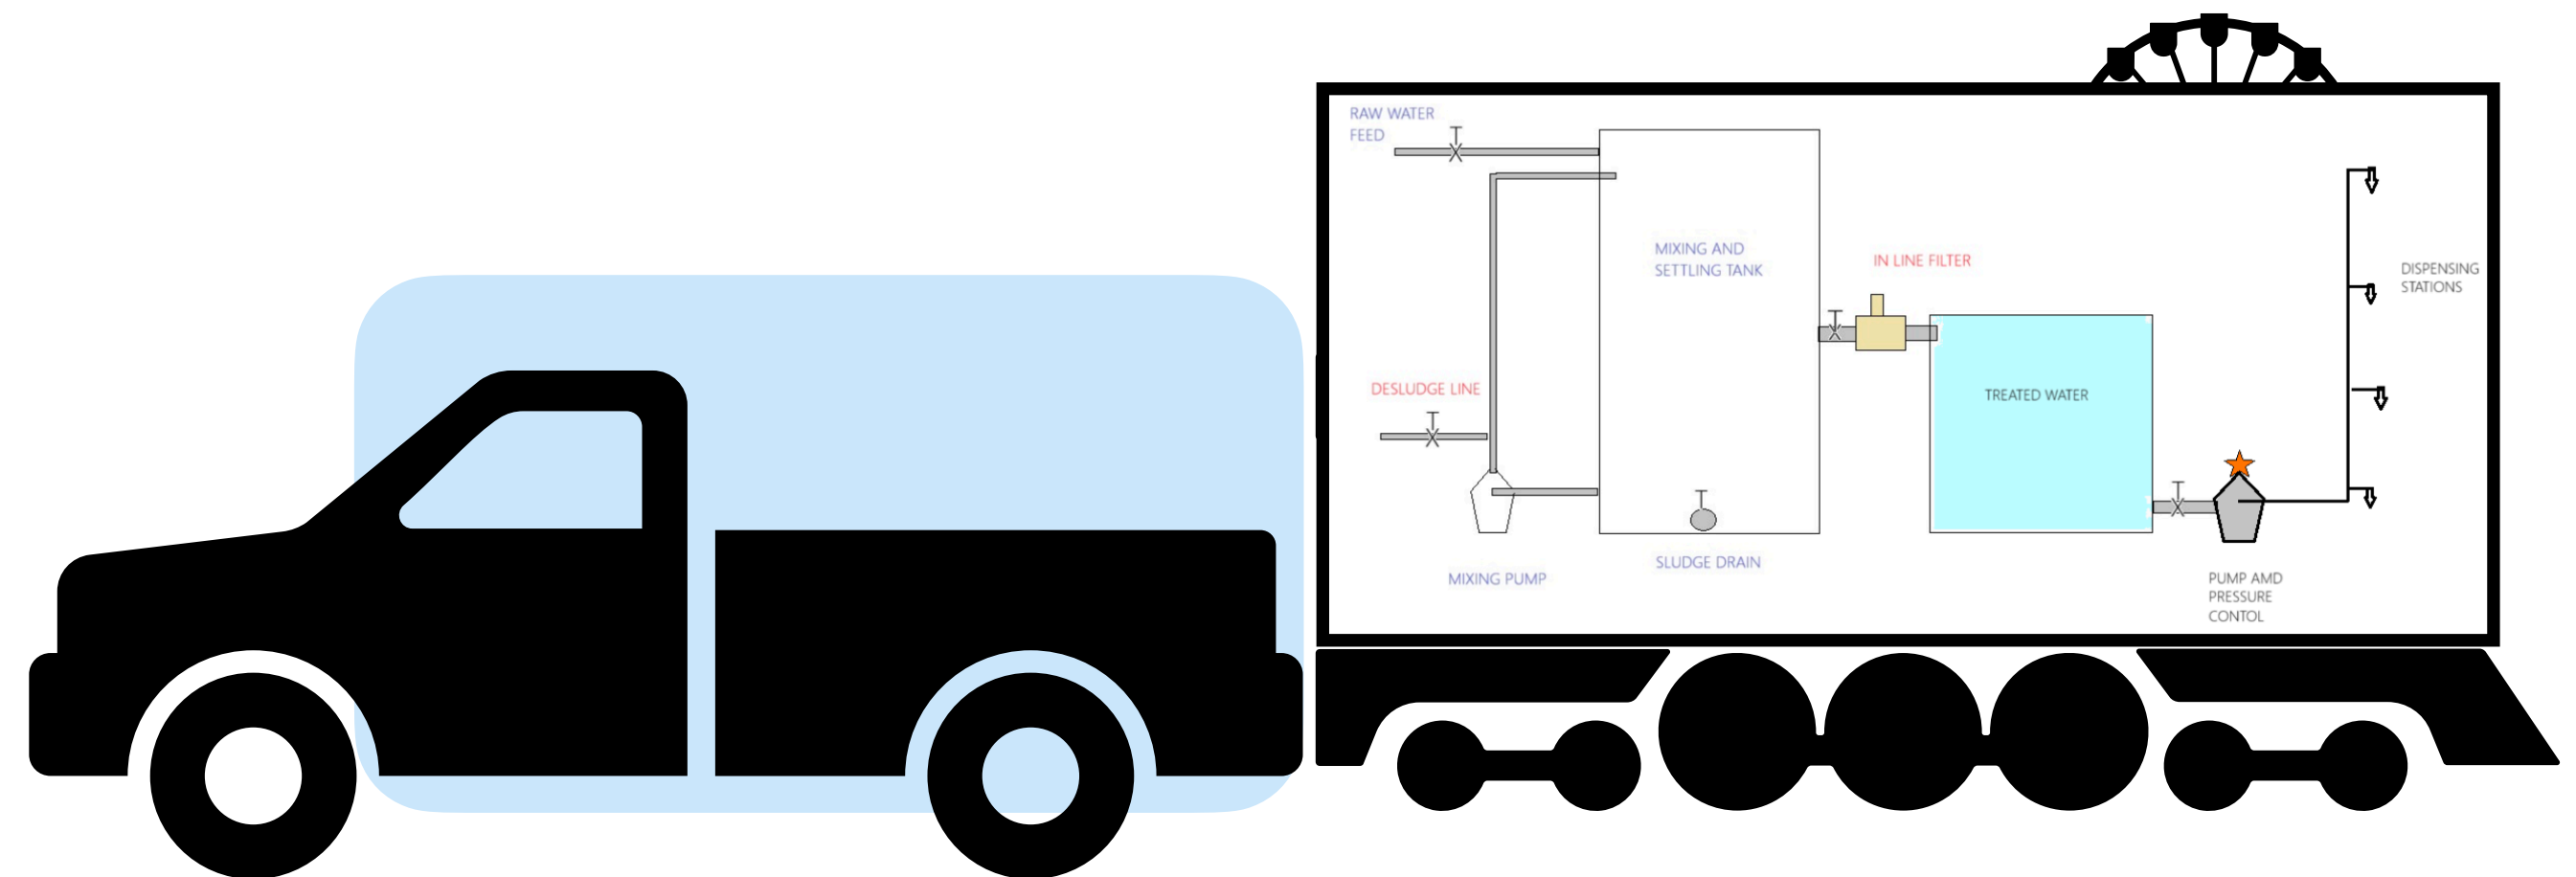 RAW WATER
FEED
MIXING AND
SETTLING TANK
IN LINE FILTER
DISPENSING
STATIONS
DESLUDGE LINE
TREATED WATER
SLUDGE DRAIN
MIXING PUMP
PUMP AMD
PRESSURE
CONTOL